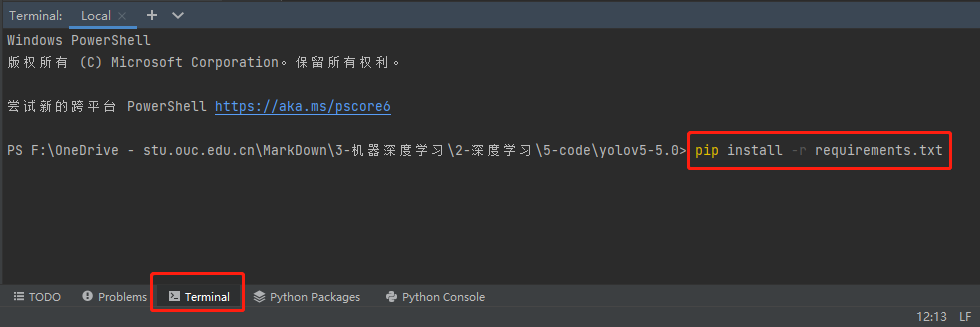 Terminal: Local × + 
Windows PowerShell
版权所有 (C) Microsoft Corporation。保留所有权利。
尝试新的跨平台 PowerShell https://aka.ms/pscore6
PS F:\OneDrive - stu.ouc.edu.cn\MarkDown\3-机器深度学习\2-深度学习\5-code\yolov5-5.0> pip install -r requirements.txt
TODO Problems Terminal Python Packages Python Console
12:13 LF